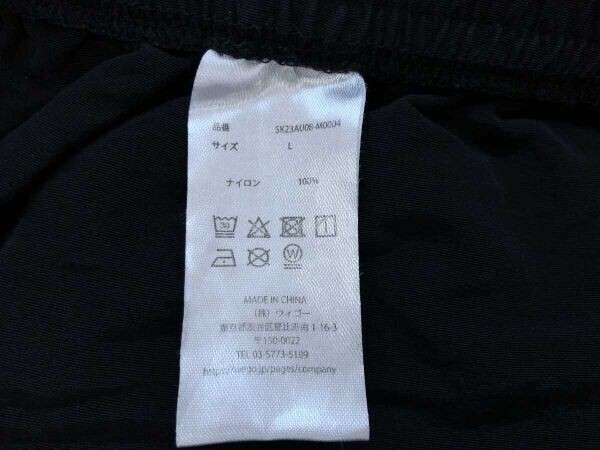 品番 SK23AU08-M0004
サイズ L
ナイロン 100%
30
MADE IN CHINA
(株)ウィゴー
東京都渋谷区恵比寿南1-16-3
〒150-0022
TEL 03-5773-5189
https://wego.jp/pages/company